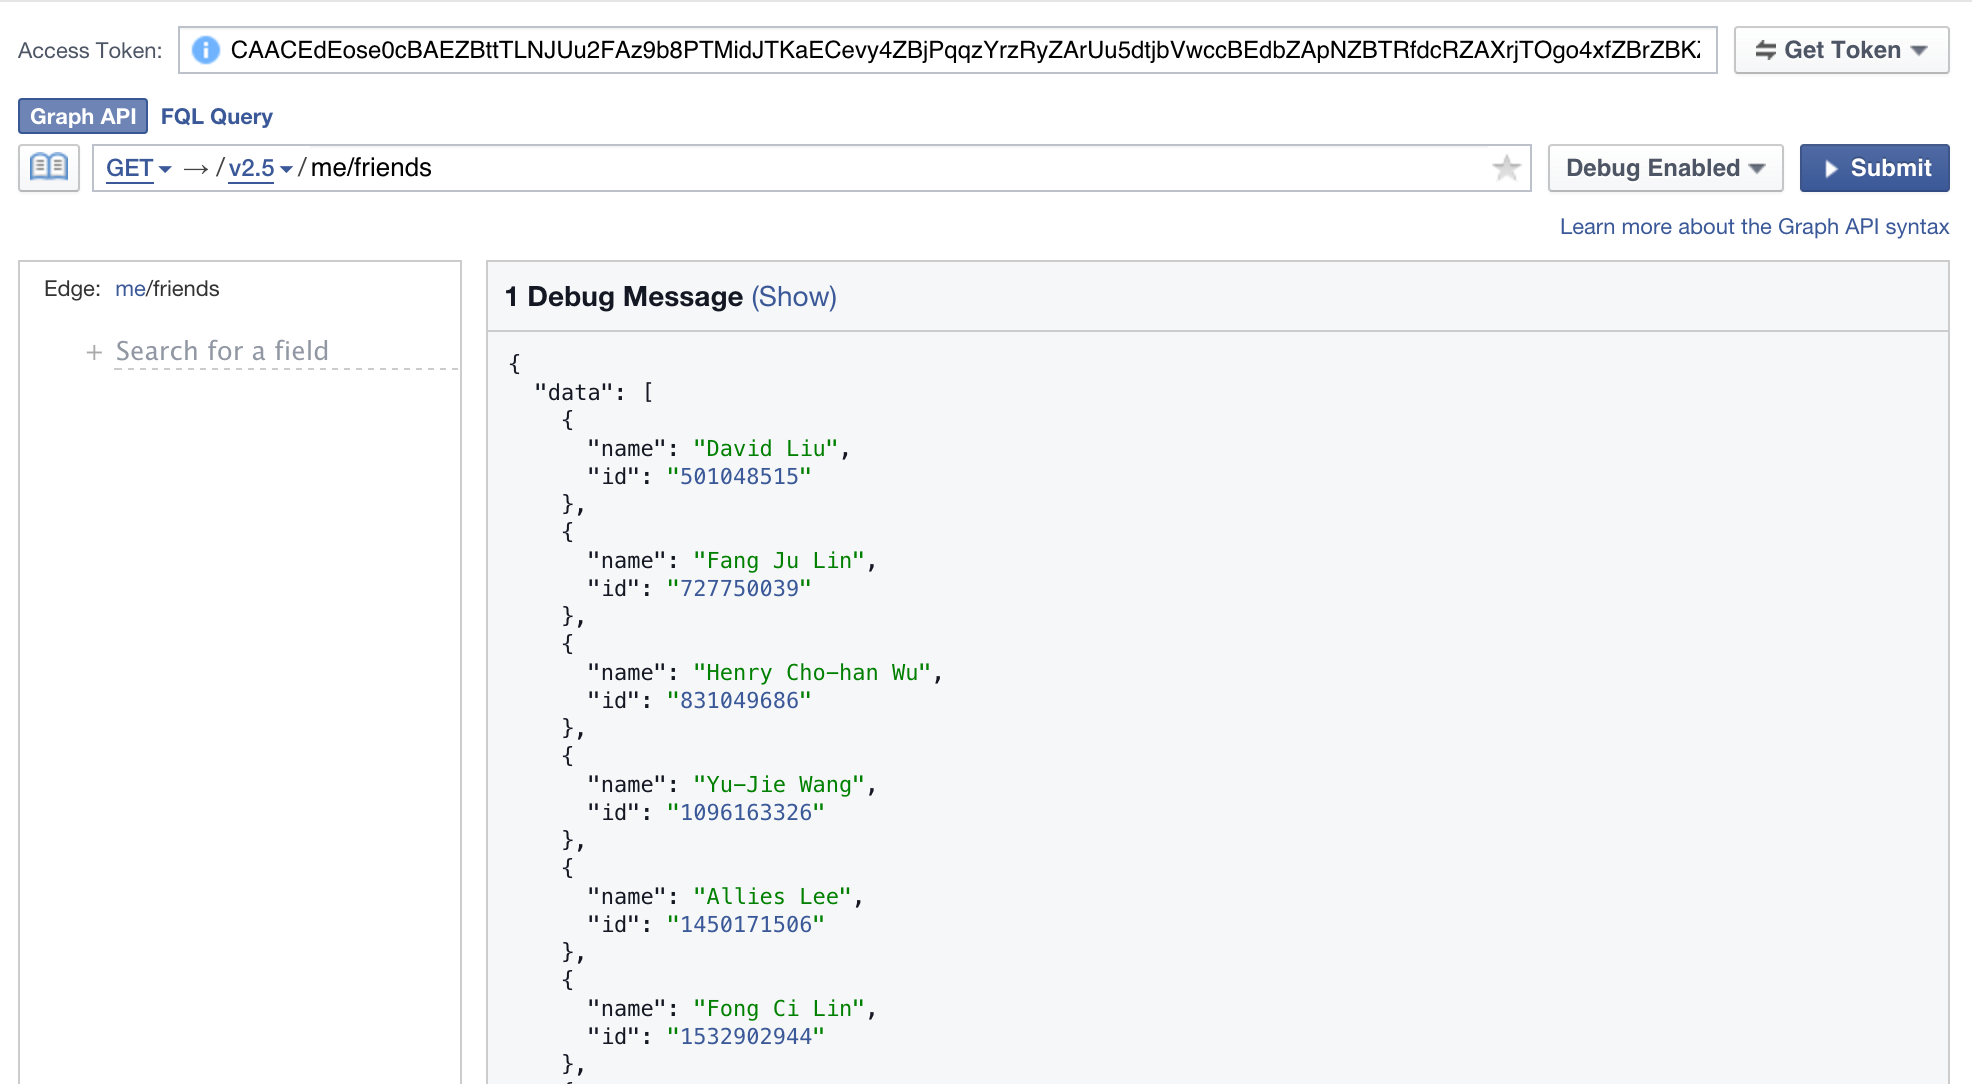 Access Token: CAACEdEose0cBAEZBttTLNJUu2FAz9b8PTMidJTKaECevy4ZBjPqqzYrzRyZArUu5dtjbVwccBEdbZApNZBTRfdcRZAXrjTOgo4xfZBrZBKZ Get Token
Graph API FQL Query
GET → / v2.5 / me/friends Debug Enabled Submit
Learn more about the Graph API syntax
Edge: me/friends
+ Search for a field
1 Debug Message (Show)
{
"data": [
{
"name": "David Liu",
"id": "501048515"
},
{
"name": "Fang Ju Lin",
"id": "727750039"
},
{
"name": "Henry Cho-han Wu",
"id": "831049686"
},
{
"name": "Yu-Jie Wang",
"id": "1096163326"
},
{
"name": "Allies Lee",
"id": "1450171506"
},
{
"name": "Fong Ci Lin",
"id": "1532902944"
},